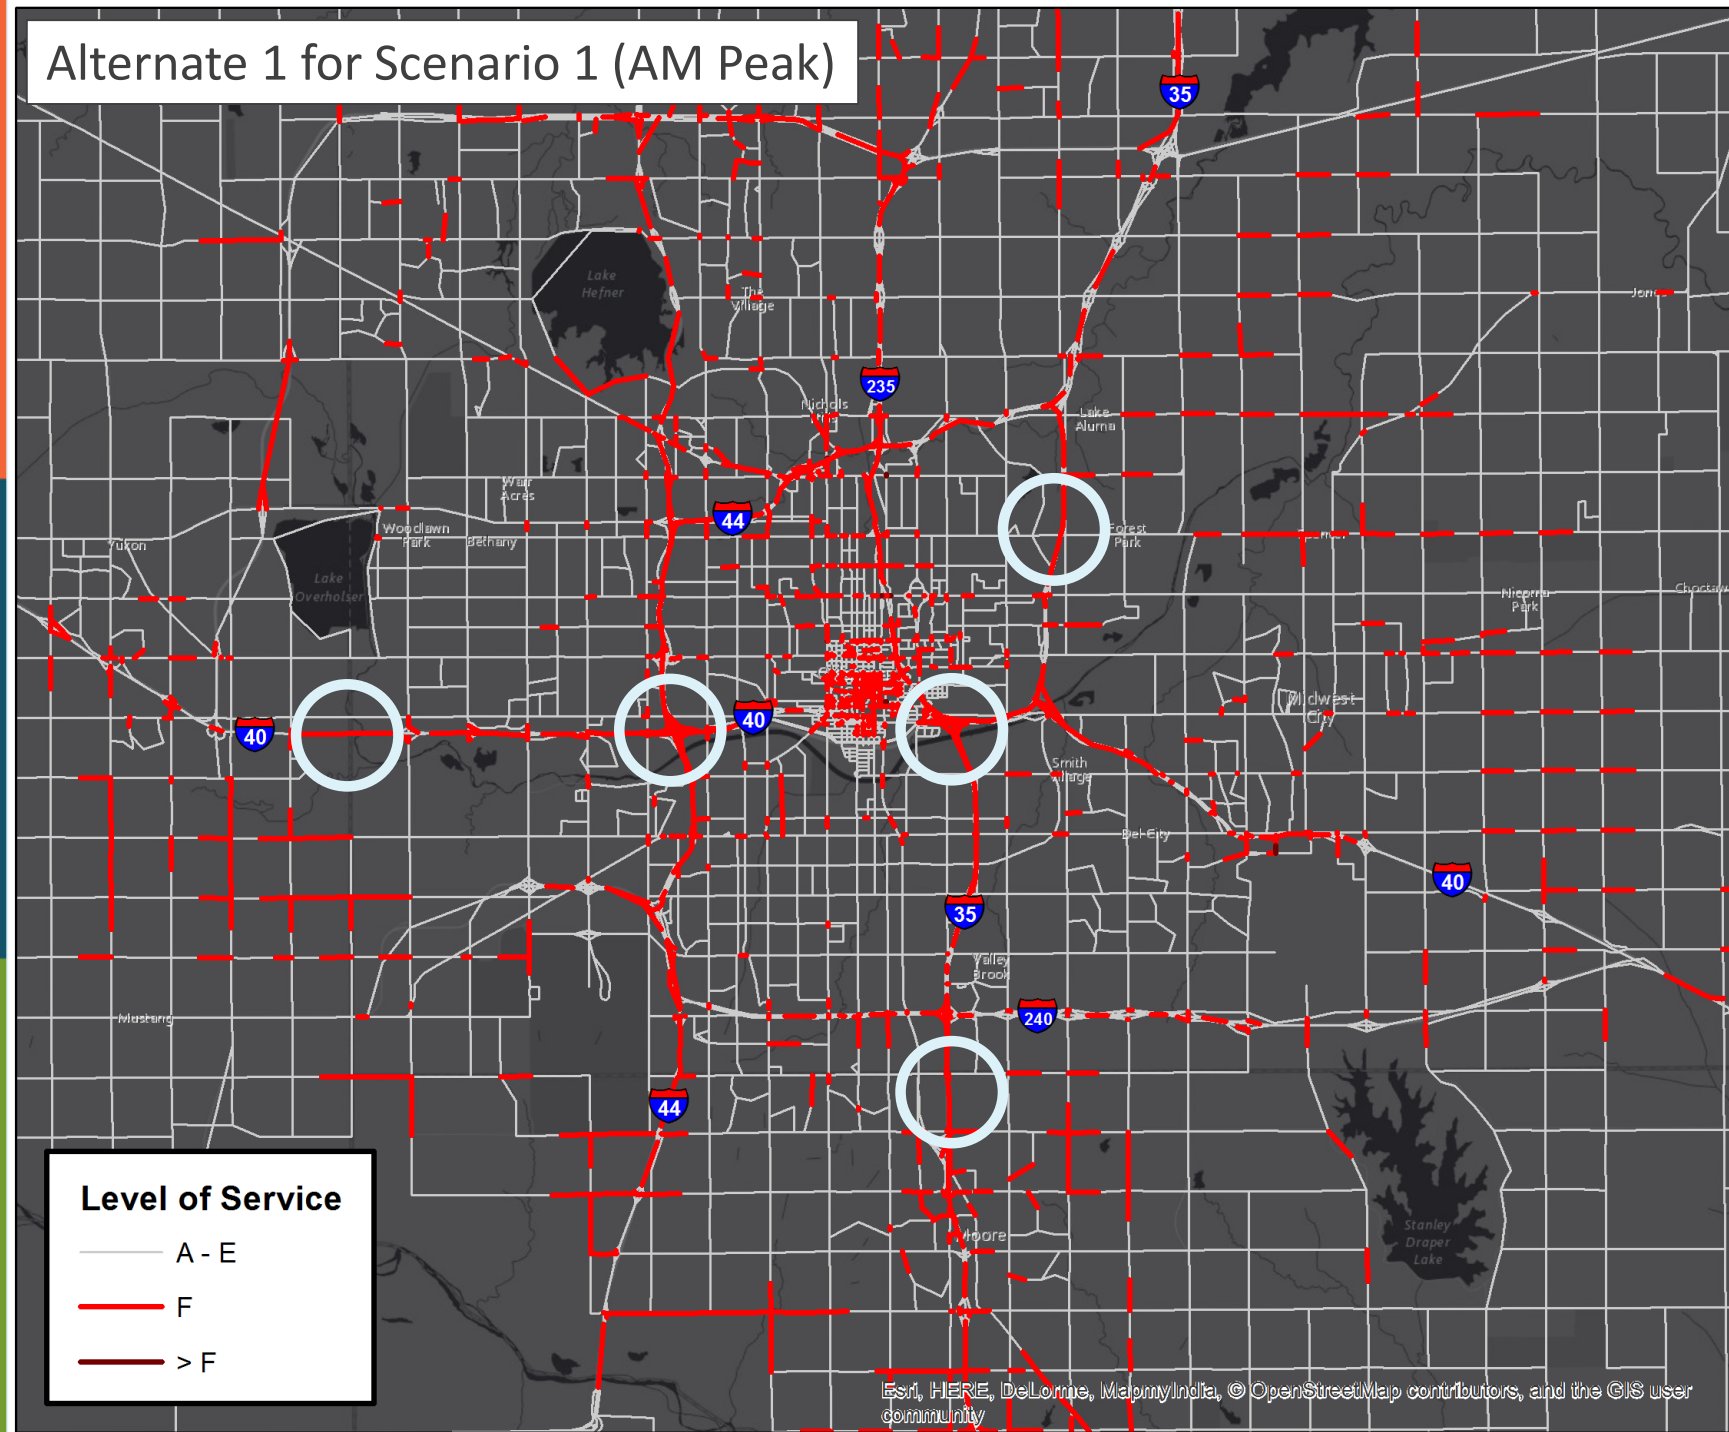 Alternate 1 for Scenario 1 (AM Peak)
35
Lake
Hefner
The
Village
235
Nichols
Lake
Aluma
Warr
Acres
44
Woodlawn
Park
Bethany
Yukon
Forest
Park
Lake
Overholser
Nicoma
Park
Choctaw
Midwest
City
40
40
Smith
Village
Del City
40
35
Valley
Brook
240
Mustang
44
Moore
Stanley
Draper
Lake
Level of Service
A - E
F
> F
Esri, HERE, DeLorme, MapmyIndia, © OpenStreetMap contributors, and the GIS user
community